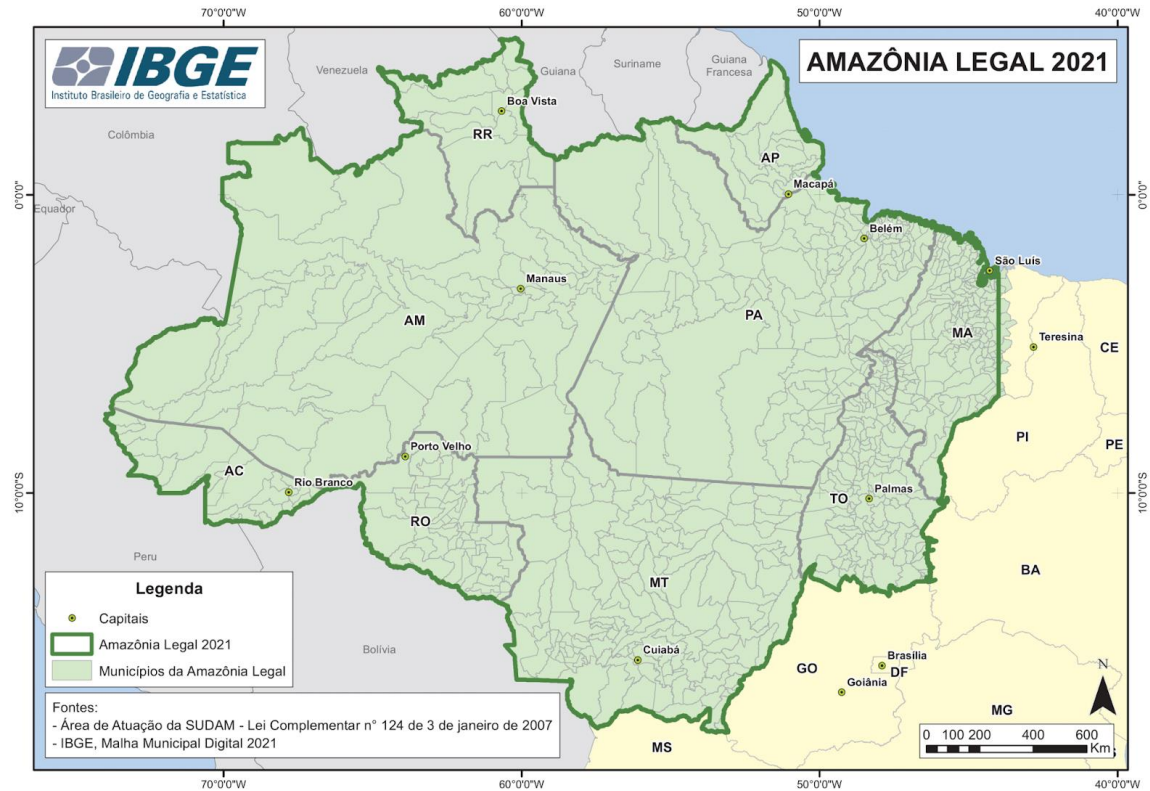 70°0'0"W 60°0'0"W 50°0'0"W 40°0'0"W
IBGE
Instituto Brasileiro de Geografia e Estatística
AMAZÔNIA LEGAL 2021
Venezuela
Guiana
Suriname
Guiana
Francesa
Colômbia
Boa Vista
RR
AP
Macapá
0°0'0"
0°0'0"
Equador
Belém
São Luís
Manaus
AM
PA
MA
Teresina
CE
PI
PE
Porto Velho
AC
Rio Branco
RO
TO
Palmas
10°0'0"S
10°0'0"S
Peru
MT
BA
Bolívia
Cuiabá
GO
Brasília
DF
Goiânia
MG
MS
Legenda
Capitais
Amazônia Legal 2021
Municípios da Amazônia Legal
Fontes:
- Área de Atuação da SUDAM - Lei Complementar n° 124 de 3 de janeiro de 2007
- IBGE, Malha Municipal Digital 2021
N
0 100 200 400 600
Km
70°0'0"W 60°0'0"W 50°0'0"W 40°0'0"W